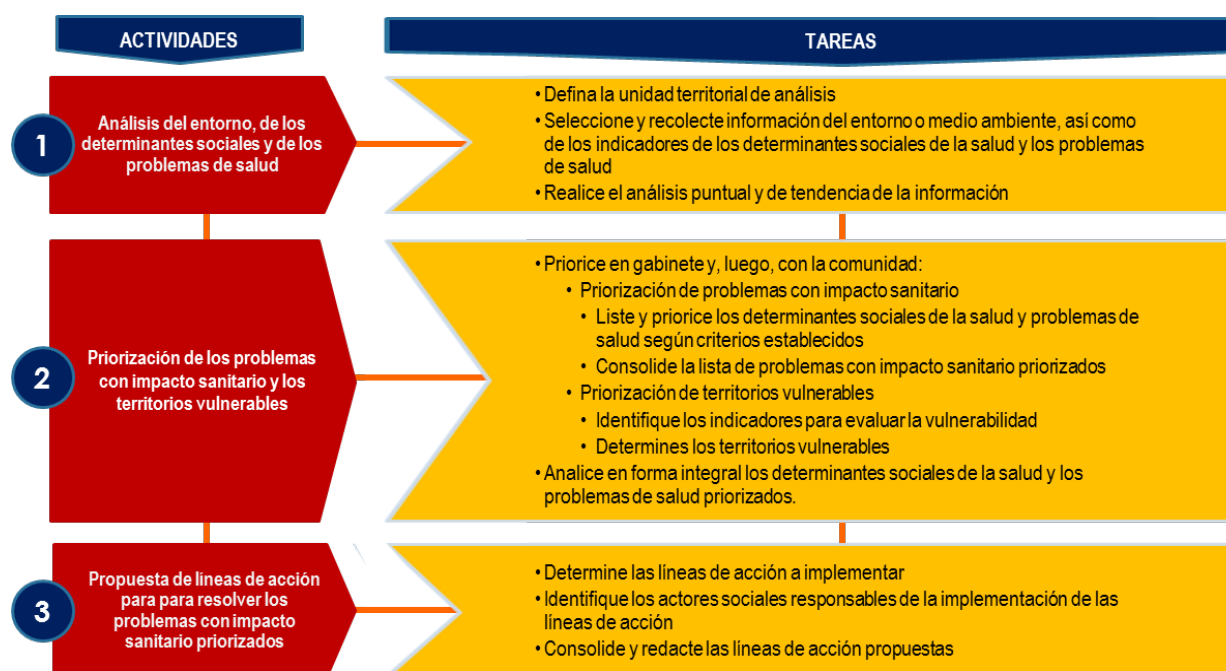 ACTIVIDADES
TAREAS
1
Análisis del entorno, de los
determinantes sociales y de los
problemas de salud
• Defina la unidad territorial de análisis
• Seleccione y recolecte información del entorno o medio ambiente, así como
de los indicadores de los determinantes sociales de la salud y los problemas
de salud
• Realice el análisis puntual y de tendencia de la información
2
Priorización de los problemas
con impacto sanitario y los
territorios vulnerables
• Priorice en gabinete y, luego, con la comunidad:
• Priorización de problemas con impacto sanitario
• Liste y priorice los determinantes sociales de la salud y problemas de
salud según criterios establecidos
• Consolide la lista de problemas con impacto sanitario priorizados
• Priorización de territorios vulnerables
• Identifique los indicadores para evaluar la vulnerabilidad
• Determines los territorios vulnerables
• Analice en forma integral los determinantes sociales de la salud y los
problemas de salud priorizados.
3
Propuesta de líneas de acción
para para resolver los
problemas con impacto
sanitario priorizados
• Determine las líneas de acción a implementar
• Identifique los actores sociales responsables de la implementación de las
líneas de acción
• Consolide y redacte las líneas de acción propuestas